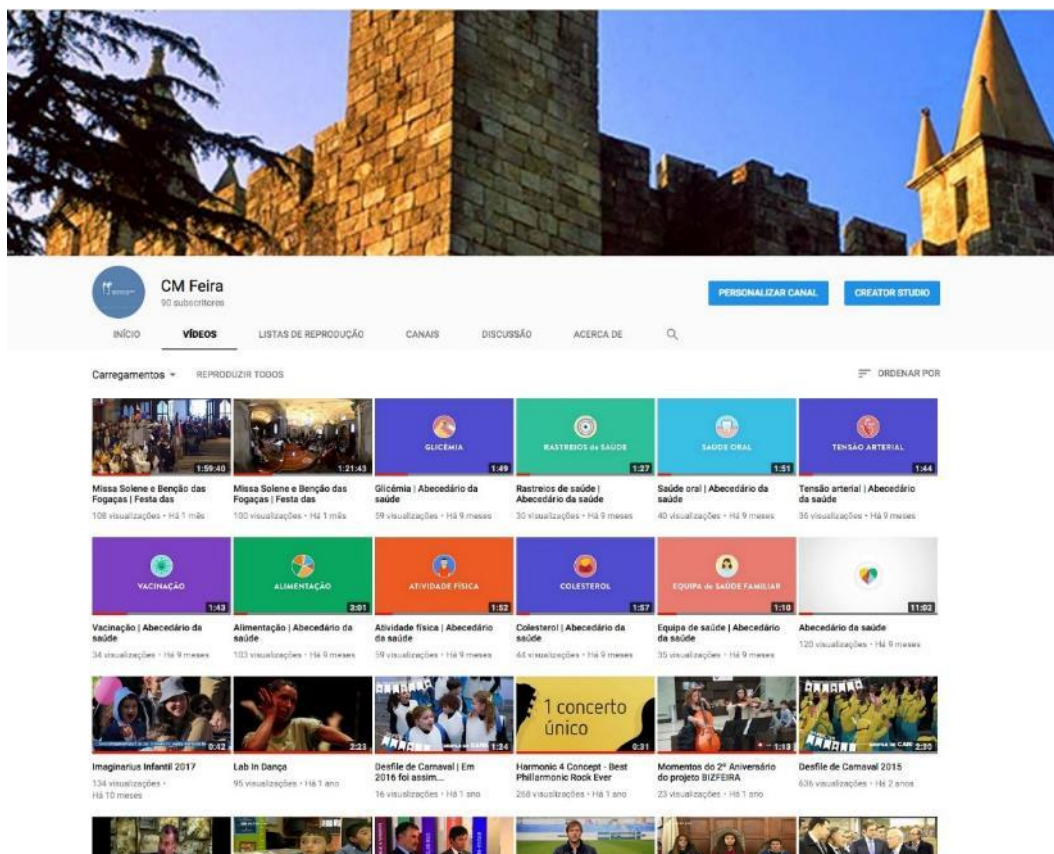 CM Feira
90 subscritores
PERSONALIZAR CANAL
CREATOR STUDIO
INÍCIO
VÍDEOS
LISTAS DE REPRODUÇÃO
CANAIS
DISCUSSÃO
ACERCA DE
Carregamentos
REPRODUZIR TODOS
ORDENAR POR
1:59:40
1:21:43
GLICÉMIA
1:49
RASTREIOS de SAÚDE
1:27
SAÚDE ORAL
1:51
TENSÃO ARTERIAL
1:44
Missa Solene e Benção das
Fogaças | Festa das
108 visualizações • Há 1 mês
Missa Solene e Benção das
Fogaças | Festa das
100 visualizações • Há 1 mês
Glicémia | Abecedário da
saúde
59 visualizações • Há 9 meses
Rastreios de saúde |
Abecedário da saúde
30 visualizações • Há 9 meses
Saúde oral | Abecedário da
saúde
40 visualizações • Há 9 meses
Tensão arterial | Abecedário
da saúde
36 visualizações • Há 9 meses
VACINAÇÃO
1:43
ALIMENTAÇÃO
3:01
ATIVIDADE FÍSICA
1:52
COLESTEROL
1:57
EQUIPA de SAÚDE FAMILIAR
1:10
11:02
Vacinação | Abecedário da
saúde
34 visualizações • Há 9 meses
Alimentação | Abecedário da
saúde
103 visualizações • Há 9 meses
Atividade física | Abecedário
da saúde
59 visualizações • Há 9 meses
Colesterol | Abecedário da
saúde
44 visualizações • Há 9 meses
Equipa de saúde | Abecedário
da saúde
35 visualizações • Há 9 meses
Abecedário da saúde
120 visualizações • Há 9 meses
0:42
2:23
1:24
1 concerto
único
0:31
1:13
2:30
Imaginarius Infantil 2017
134 visualizações •
Há 10 meses
Lab In Dança
95 visualizações • Há 1 ano
Desfile de Carnaval | Em
2016 foi assim...
16 visualizações • Há 1 ano
Harmonic 4 Concept - Best
Philarmonic Rock Ever
268 visualizações • Há 1 ano
Momentos do 2º Aniversário
do projeto BIZFEIRA
23 visualizações • Há 1 ano
Desfile de Carnaval 2015
636 visualizações • Há 2 anos